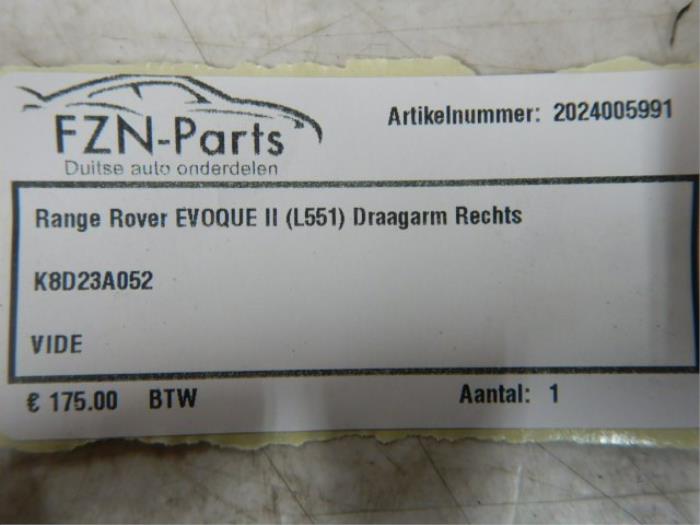 FZN-Parts
Duitse auto onderdelen
Artikelnummer: 2024005991
Range Rover EVOQUE II (L551) Draagarm Rechts
K8D23A052
VIDE
€ 175.00 BTW Aantal: 1